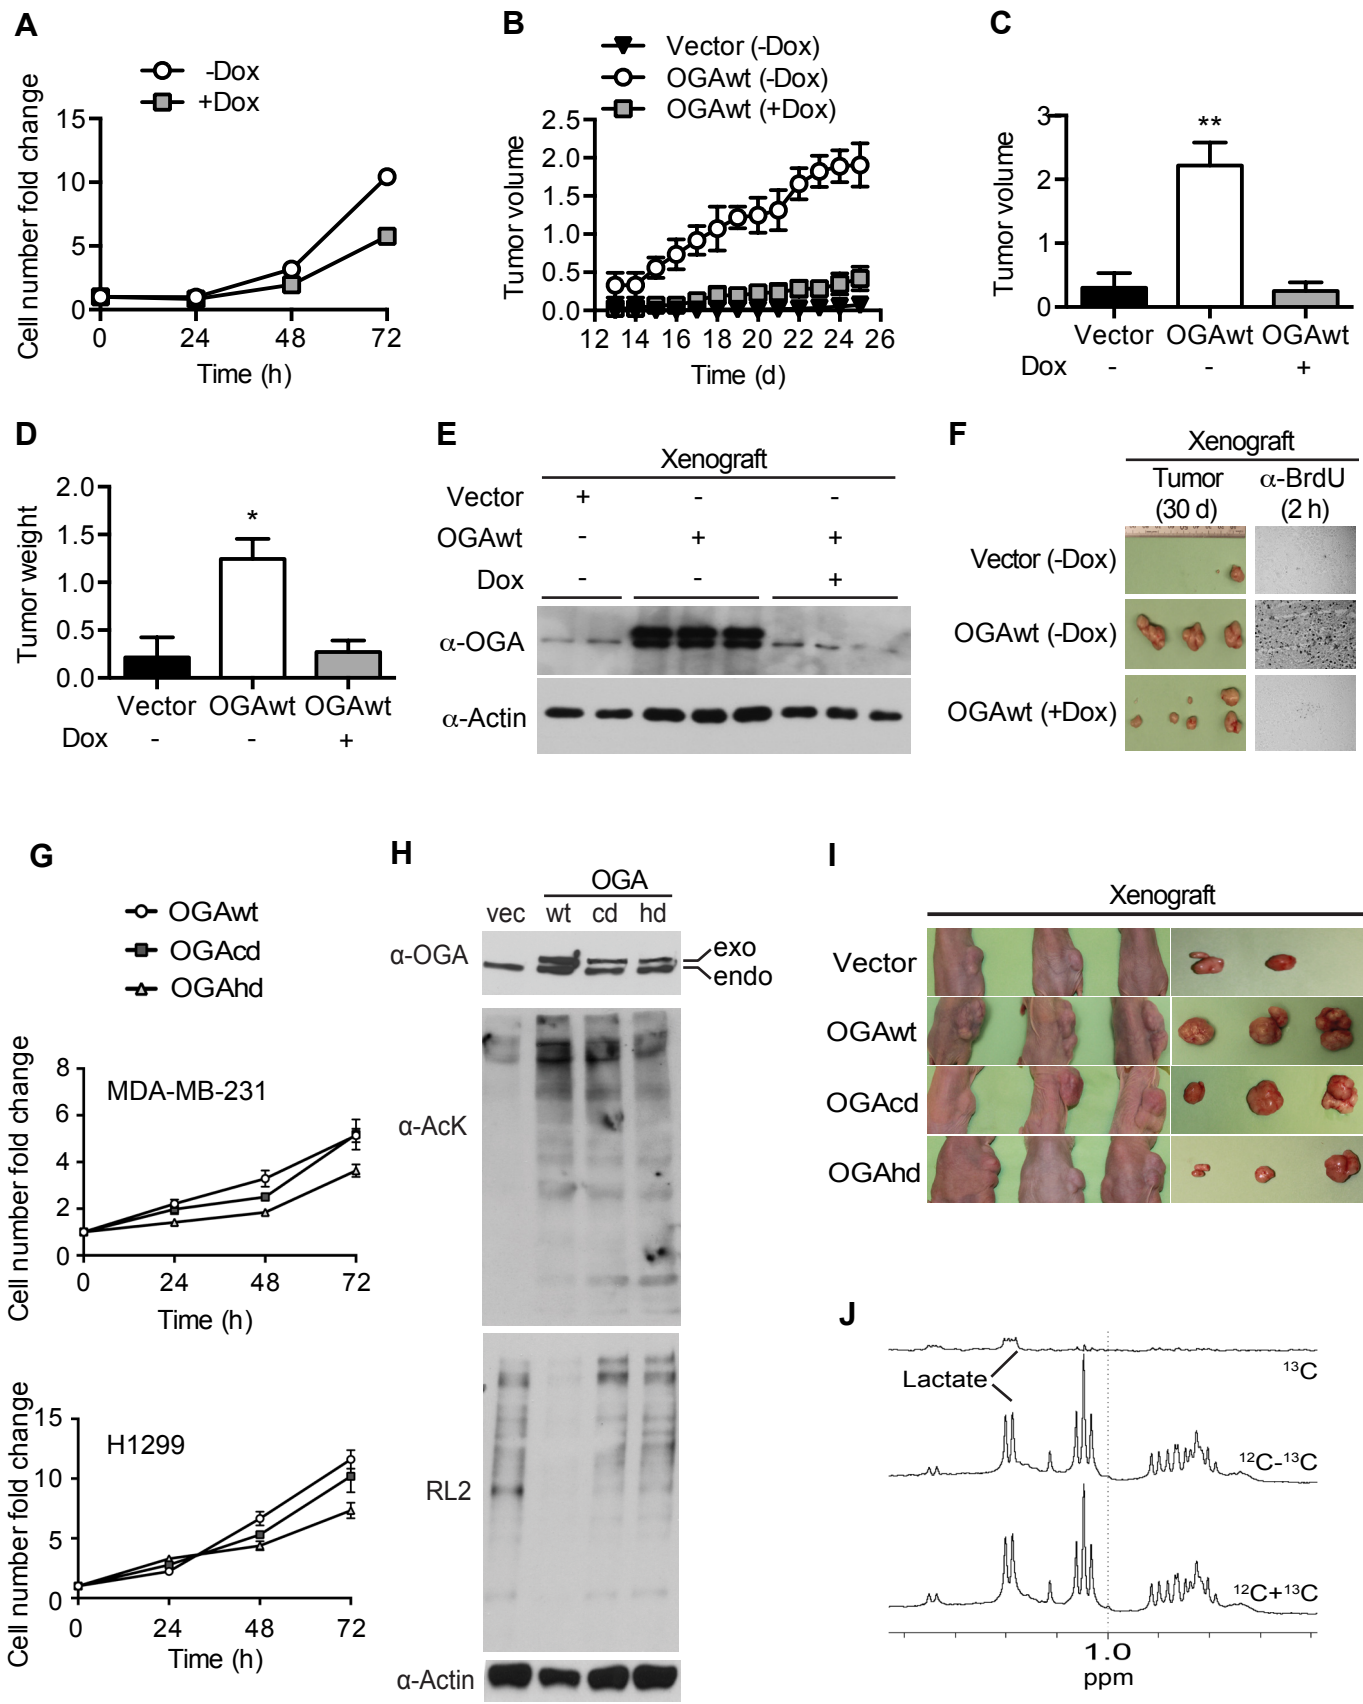 A
-Dox
+Dox
Cell number fold change
15
10
5
0
0 24 48 72
Time (h)
B
Vector (-Dox)
OGAwt (-Dox)
OGAwt (+Dox)
Tumor volume
2.5
2.0
1.5
1.0
0.5
0.0
12 14 16 18 20 22 24 26
Time (d)
C
Tumor volume
3
2
1
0
**
Vector OGAwt OGAwt
Dox - - +
D
Tumor weight
2.0
1.5
1.0
0.5
0.0
*
Vector OGAwt OGAwt
Dox - - +
E
Xenograft
Vector + - -
OGAwt - + +
Dox - - +
α-OGA
α-Actin
F
Xenograft
Tumor α-BrdU
(30 d) (2 h)
Vector (-Dox)
OGAwt (-Dox)
OGAwt (+Dox)
G
OGAwt
OGAcd
OGAhd
Cell number fold change
MDA-MB-231
8
6
4
2
0
0 24 48 72
Time (h)
Cell number fold change
H1299
15
10
5
0
0 24 48 72
Time (h)
H
OGA
vec wt cd hd
α-OGA
exo
endo
α-AcK
RL2
α-Actin
I
Xenograft
Vector
OGAwt
OGAcd
OGAhd
J
Lactate
¹³C
¹²C-¹³C
¹²C+¹³C
1.0
ppm